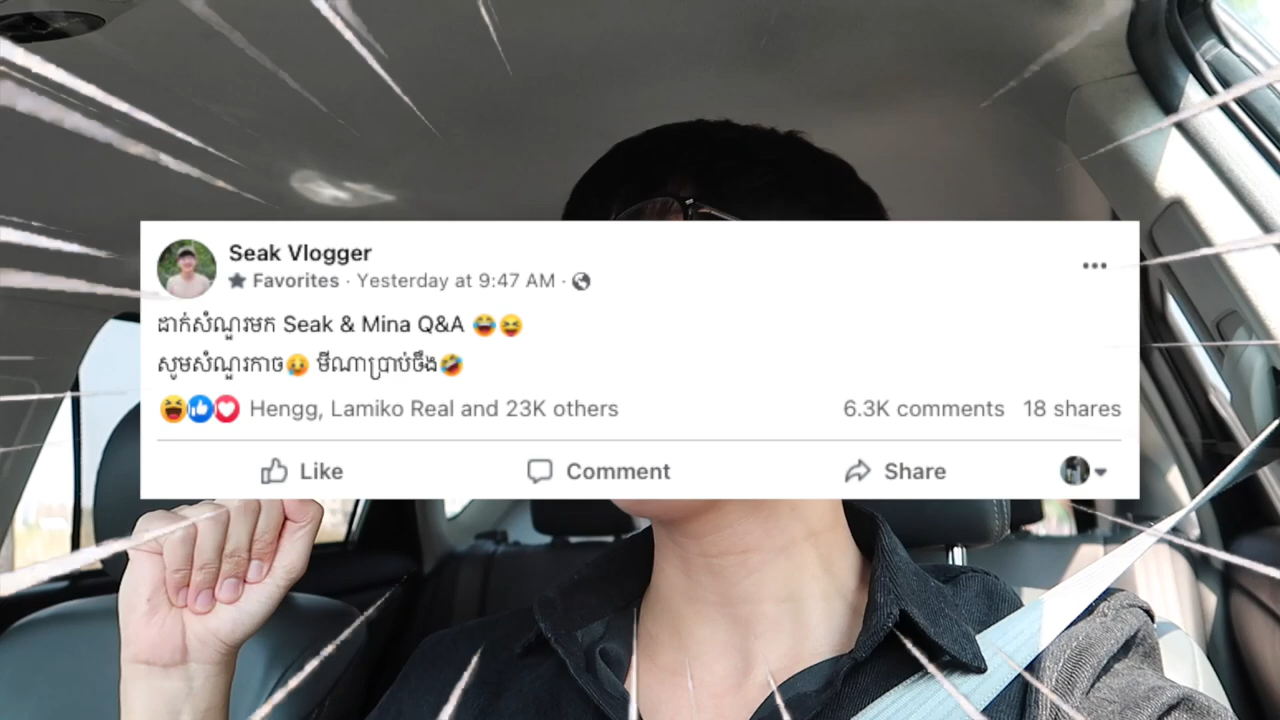 Seak Vlogger
Favorites · Yesterday at 9:47 AM ·
ដាក់សំណួរមក Seak & Mina Q&A 😂😆
សូមសំណួរកាច🥲 មីណាប្រាប់ចឹង🤣
Hengg, Lamiko Real and 23K others 6.3K comments 18 shares
Like Comment Share